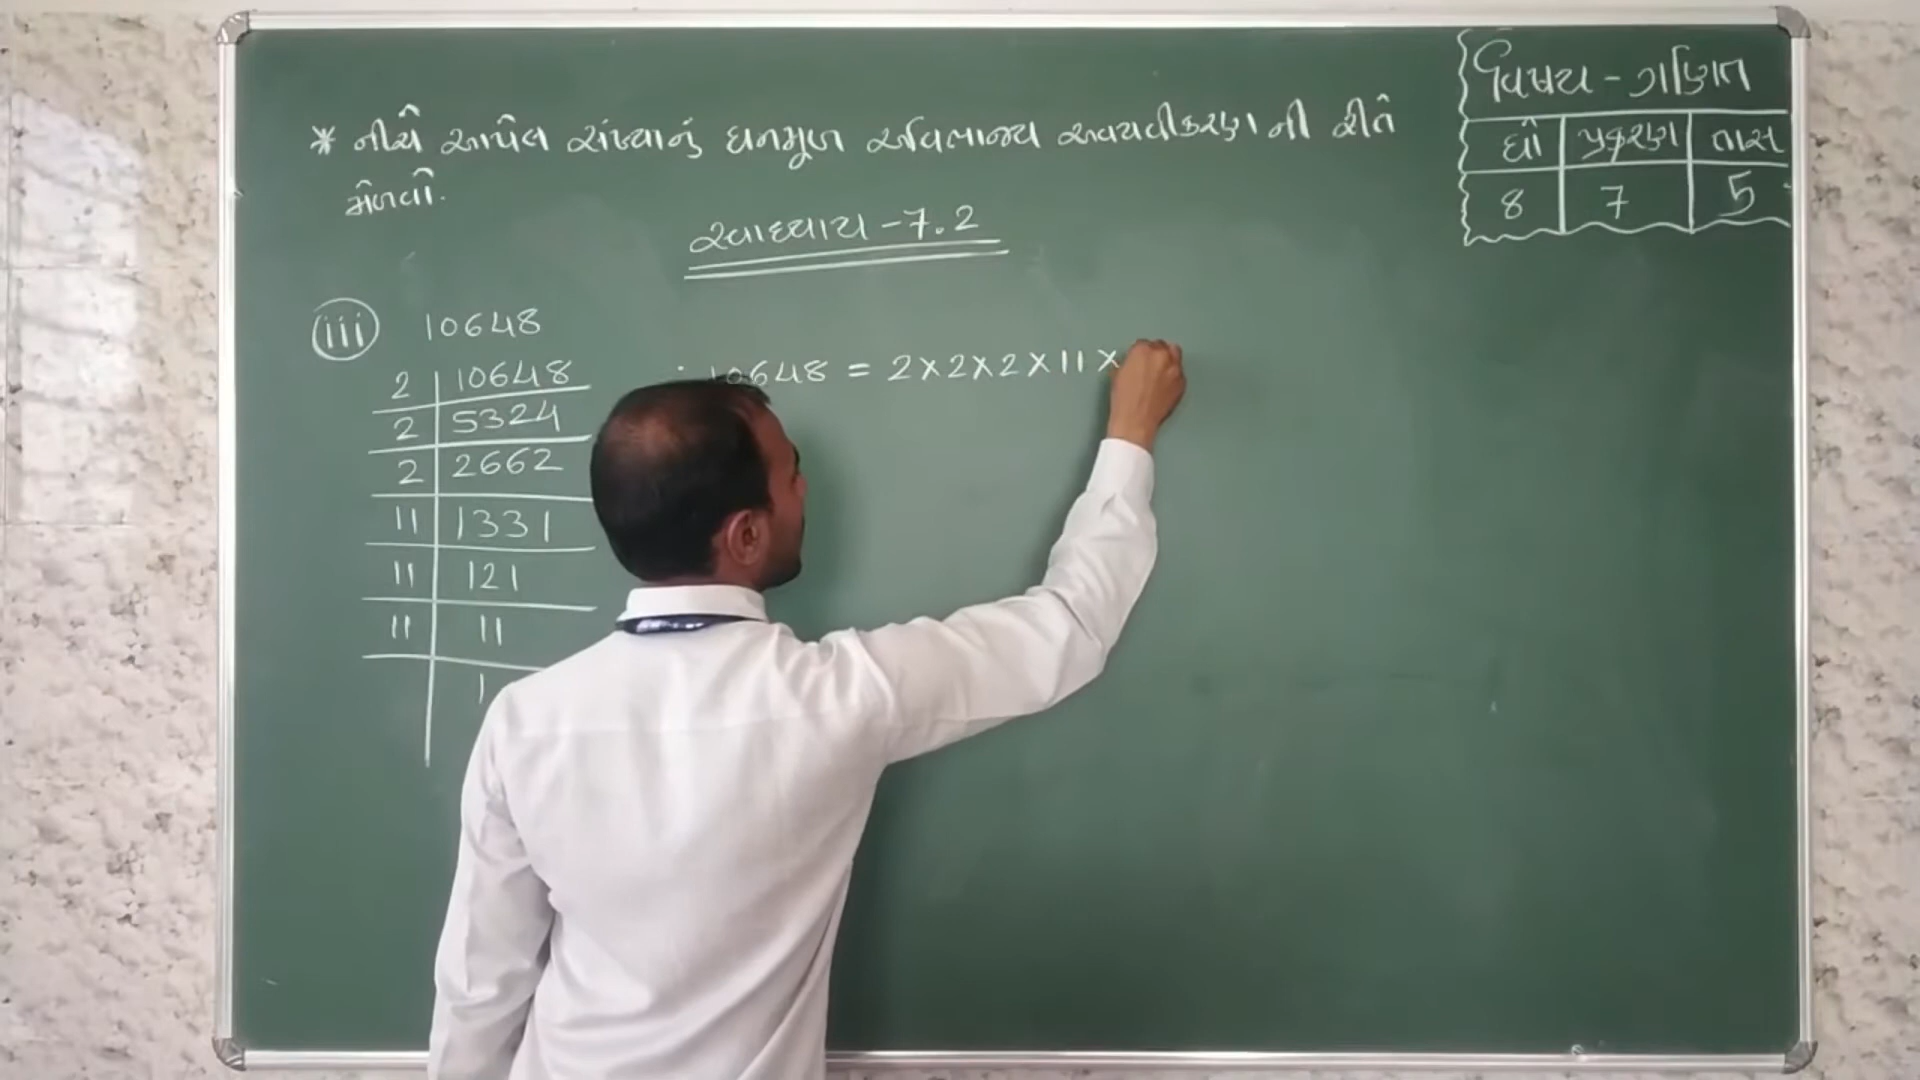 * નીચે આપેલ સંખ્યાનું ઘનમુળ અવિભાજ્ય અવયવીકરણ ની રીતે
મેળવો.
સ્વાધ્યાય - 7.2
વિષય - ગણિત
ધો પ્રકરણ તાસ
8 7 5
(iii) 10648
2 10648
2 5324
2 2662
11 1331
11 121
11 11
1
10648 = 2×2×2×11×